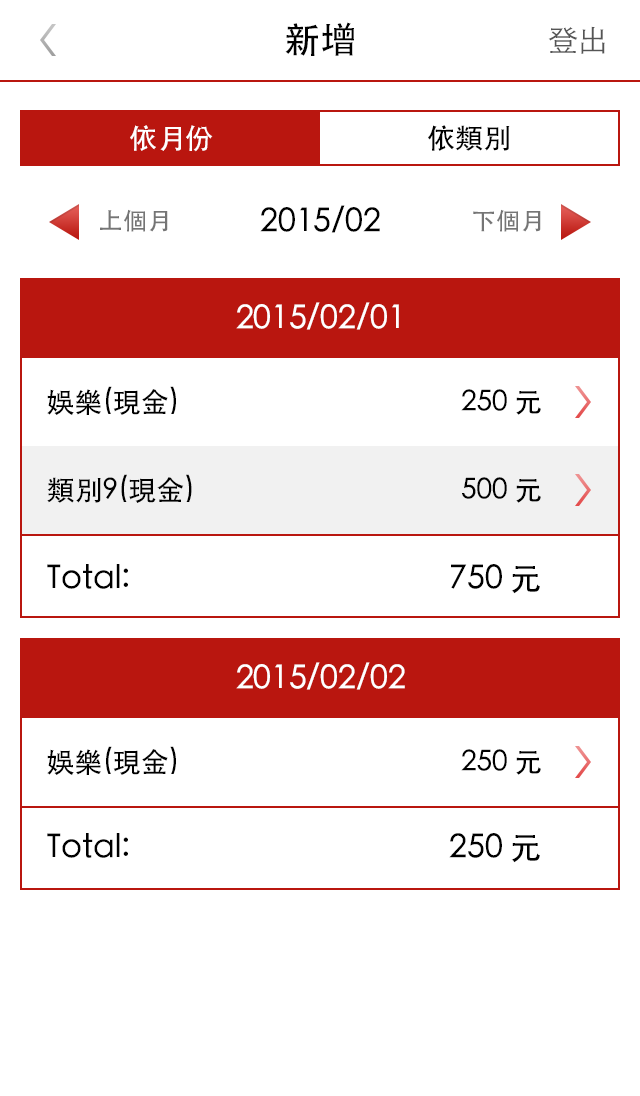 新增 登出
依月份 依類別
上個月 2015/02 下個月
2015/02/01
娛樂(現金) 250 元
類別9(現金) 500 元
Total: 750 元
2015/02/02
娛樂(現金) 250 元
Total: 250 元